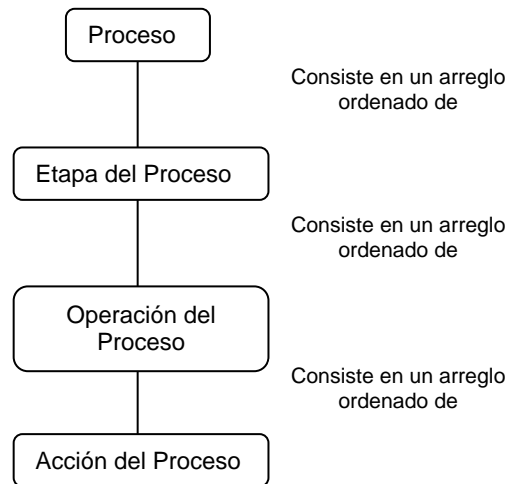 Proceso
Consiste en un arreglo
ordenado de
Etapa del Proceso
Consiste en un arreglo
ordenado de
Operación del
Proceso
Consiste en un arreglo
ordenado de
Acción del Proceso